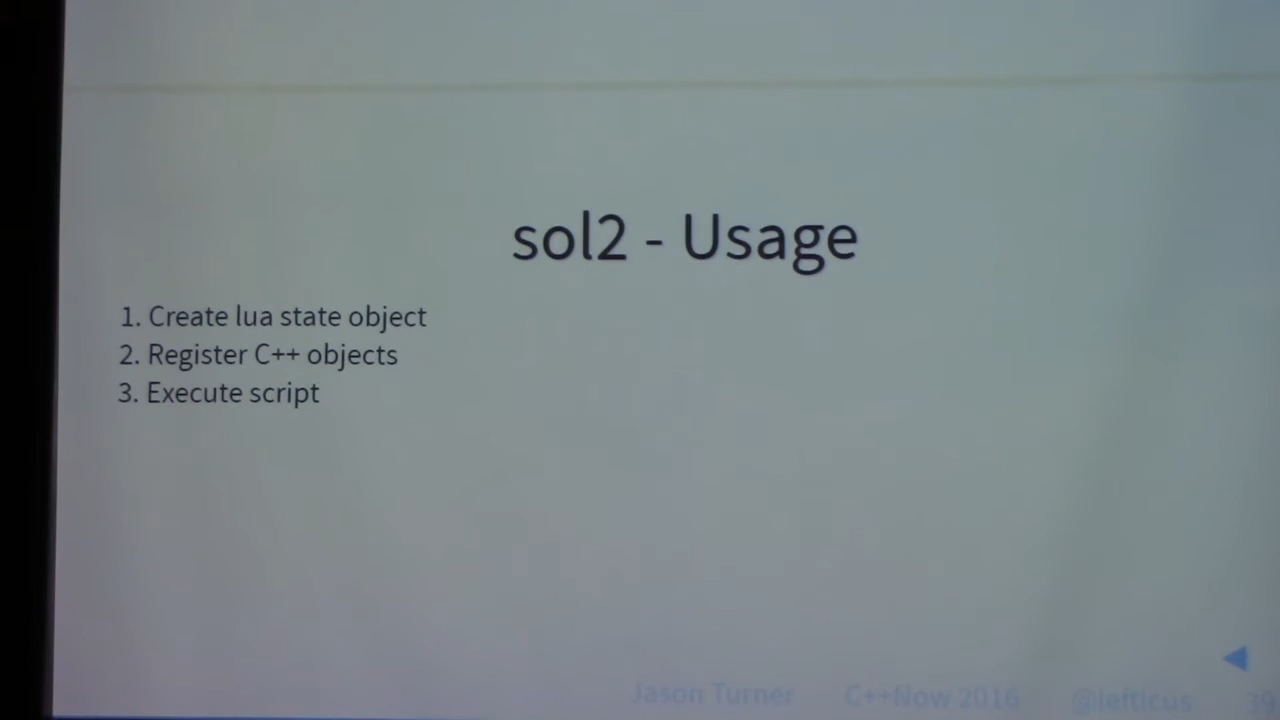 sol2 - Usage
1. Create lua state object
2. Register C++ objects
3. Execute script
Jason Turner C++Now 2016 @lefticus